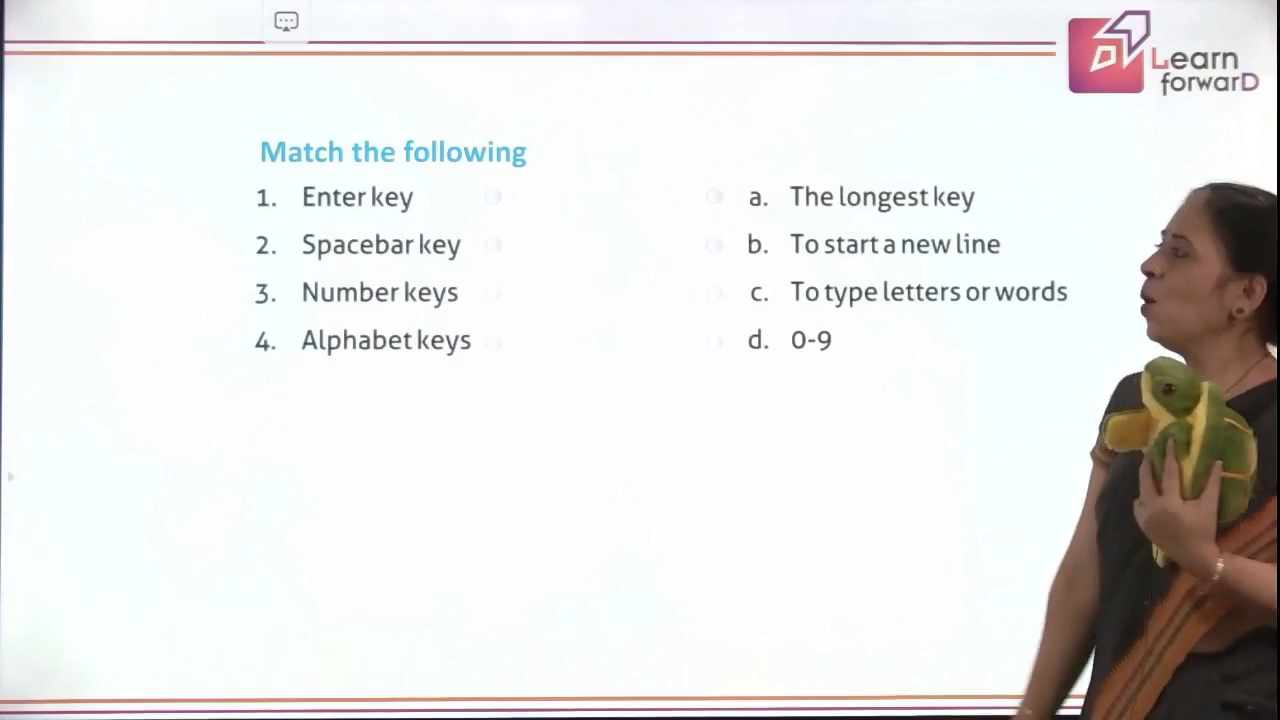 Learn
forwarD
Match the following
1. Enter key a. The longest key
2. Spacebar key b. To start a new line
3. Number keys c. To type letters or words
4. Alphabet keys d. 0-9